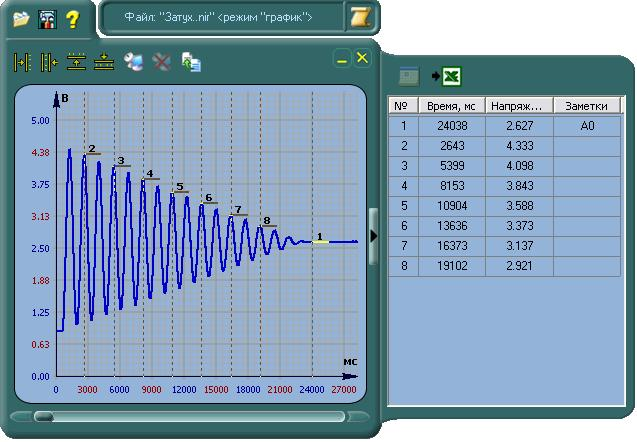 Файл: "Затух..nir" <режим "график">
В
5.00
4.38
3.75
3.13
2.50
1.88
1.25
0.63
0.00
2 3 4 5 6 7 8 1
мс
0 3000 6000 9000 12000 15000 18000 21000 24000 27000
№ Время, мс Напряж... Заметки
1 24038 2.627 A0
2 2643 4.333
3 5399 4.098
4 8153 3.843
5 10904 3.588
6 13636 3.373
7 16373 3.137
8 19102 2.921